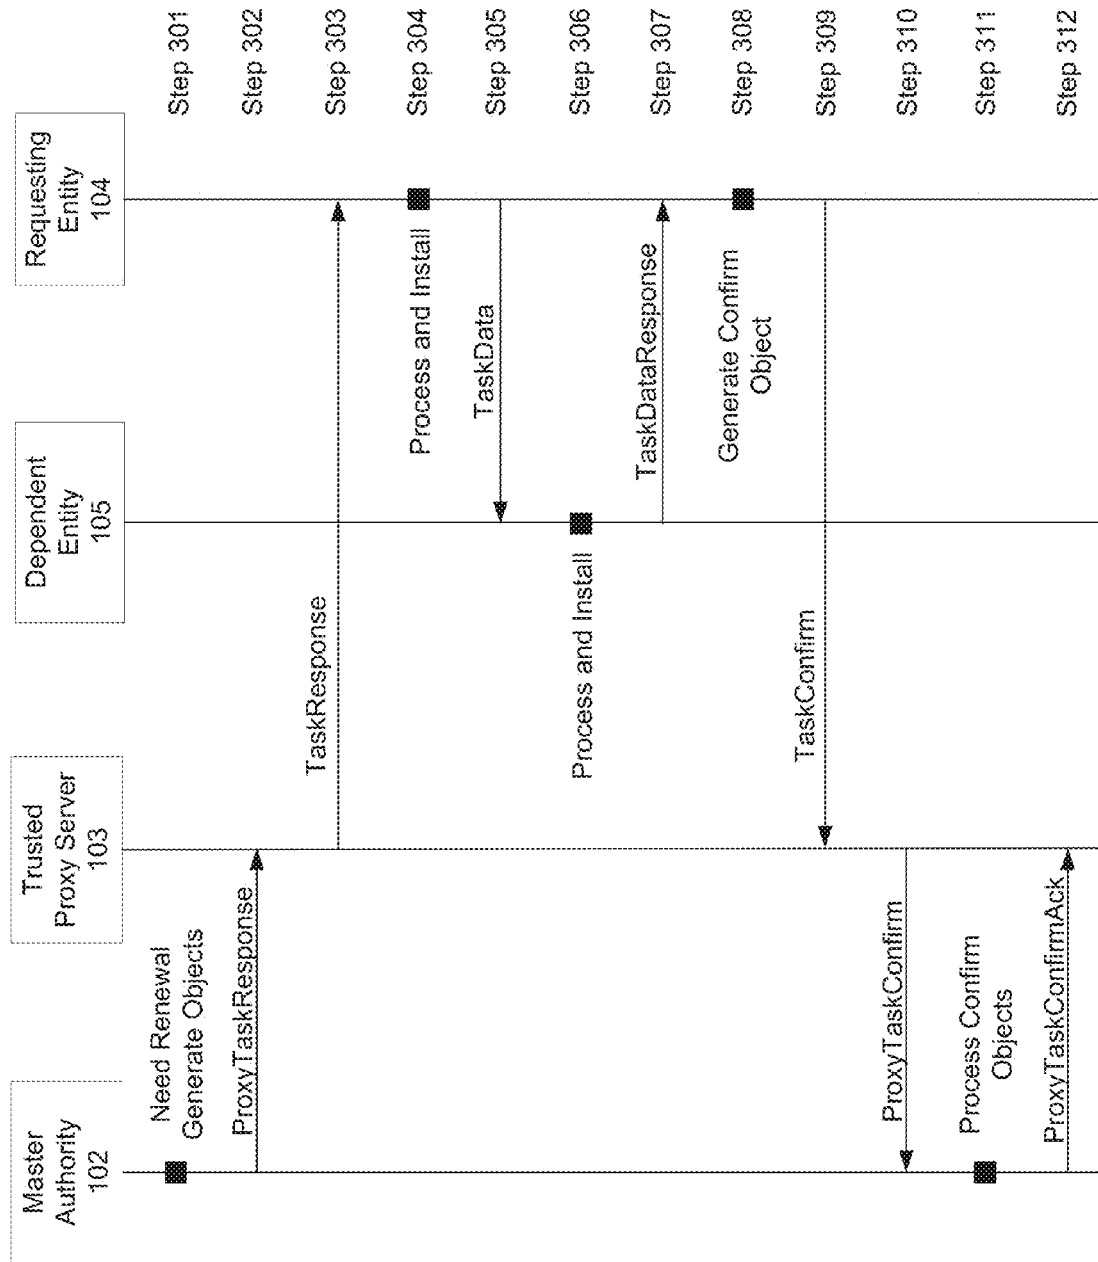 Master
Authority
102
Trusted
Proxy Server
103
Dependent
Entity
105
Requesting
Entity
104
Need Renewal
Generate Objects
Step 301
ProxyTaskResponse
Step 302
TaskResponse
Step 303
Process and Install
Step 304
TaskData
Step 305
Process and Install
Step 306
TaskDataResponse
Step 307
Generate Confirm
Object
Step 308
TaskConfirm
Step 309
ProxyTaskConfirm
Step 310
Process Confirm
Objects
Step 311
ProxyTaskConfirmAck
Step 312